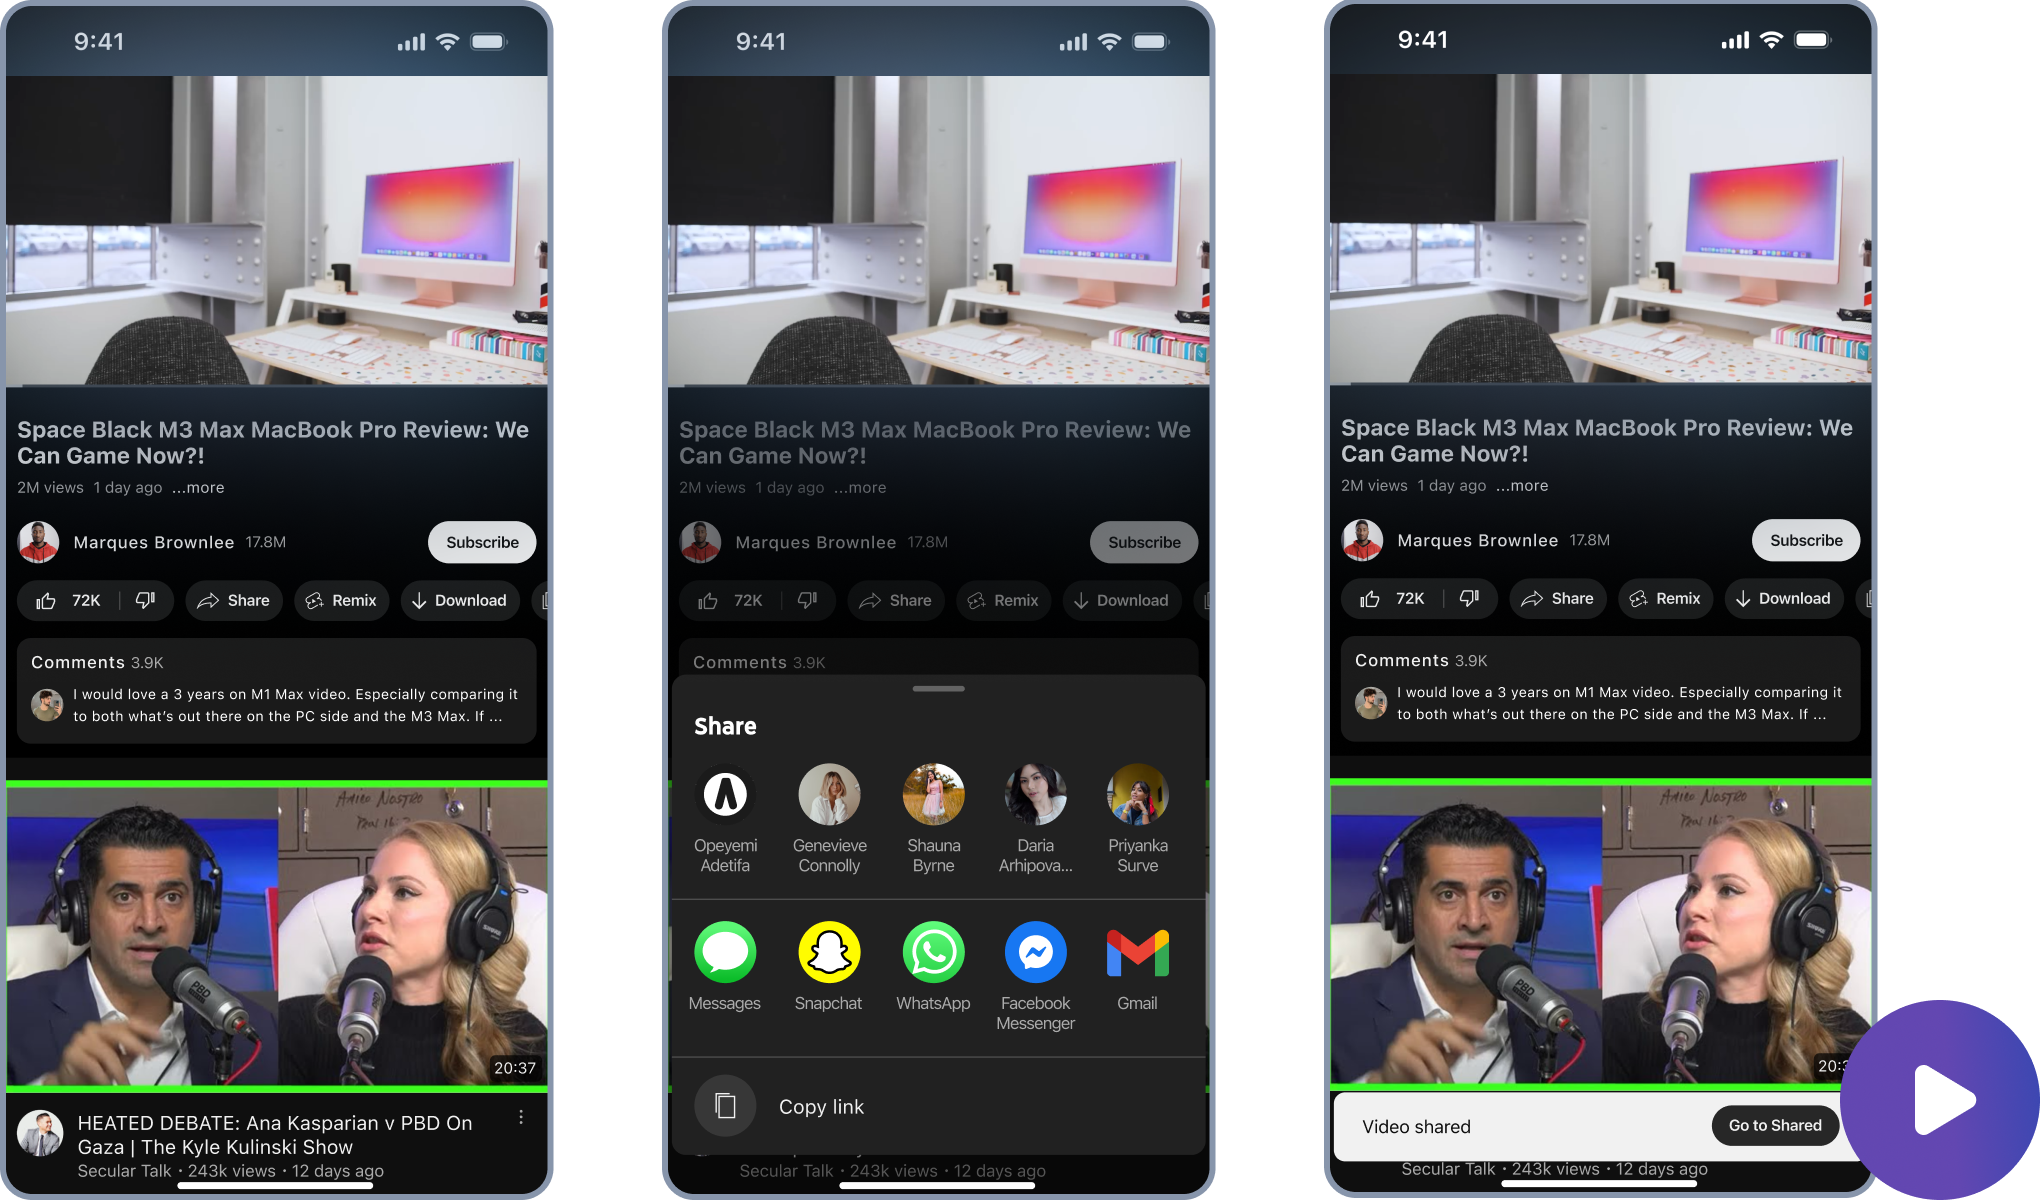 9:41
Space Black M3 Max MacBook Pro Review: We
Can Game Now?!
2M views 1 day ago ...more
Marques Brownlee 17.8M
Subscribe
72K
Share
Remix
Download
Comments 3.9K
I would love a 3 years on M1 Max video. Especially comparing it
to both what's out there on the PC side and the M3 Max. If ...
PBD
20:37
HEATED DEBATE: Ana Kasparian v PBD On
Gaza | The Kyle Kulinski Show
Secular Talk · 243k views · 12 days ago
9:41
Space Black M3 Max MacBook Pro Review: We
Can Game Now?!
2M views 1 day ago ...more
Marques Brownlee 17.8M
Subscribe
72K
Share
Remix
Download
Comments 3.9K
Share
Opeyemi
Adetifa
Genevieve
Connolly
Shauna
Byrne
Daria
Arhipova...
Priyanka
Surve
Messages
Snapchat
WhatsApp
Facebook
Messenger
Gmail
Copy link
Secular Talk · 243k views · 12 days ago
9:41
Space Black M3 Max MacBook Pro Review: We
Can Game Now?!
2M views 1 day ago ...more
Marques Brownlee 17.8M
Subscribe
72K
Share
Remix
Download
Comments 3.9K
I would love a 3 years on M1 Max video. Especially comparing it
to both what's out there on the PC side and the M3 Max. If ...
PBD
20:3
Video shared
Go to Shared
Secular Talk · 243k views · 12 days ago